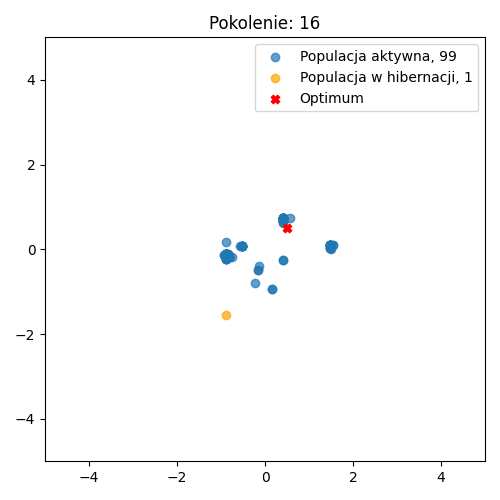 Pokolenie: 16
Populacja aktywna, 99
Populacja w hibernacji, 1
Optimum
4
2
0
−2
−4
−4 −2 0 2 4